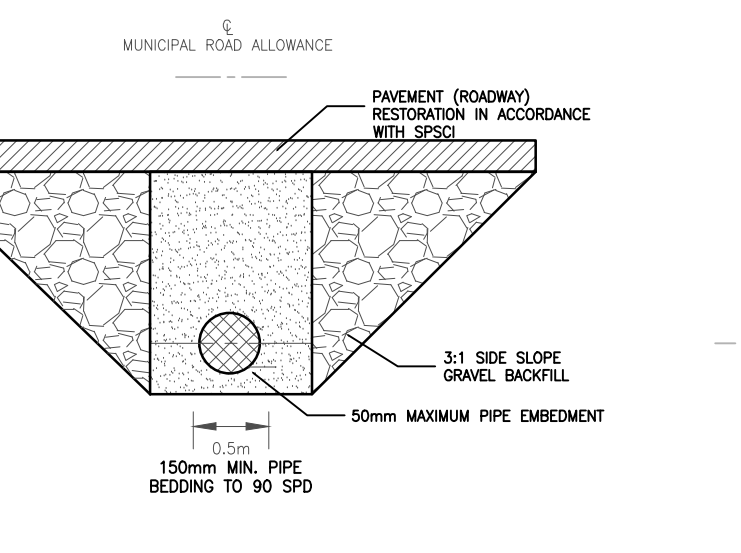 ℄
MUNICIPAL ROAD ALLOWANCE
PAVEMENT (ROADWAY)
RESTORATION IN ACCORDANCE
WITH SPSCI
3:1 SIDE SLOPE
GRAVEL BACKFILL
50mm MAXIMUM PIPE EMBEDMENT
0.5m
150mm MIN. PIPE
BEDDING TO 90 SPD